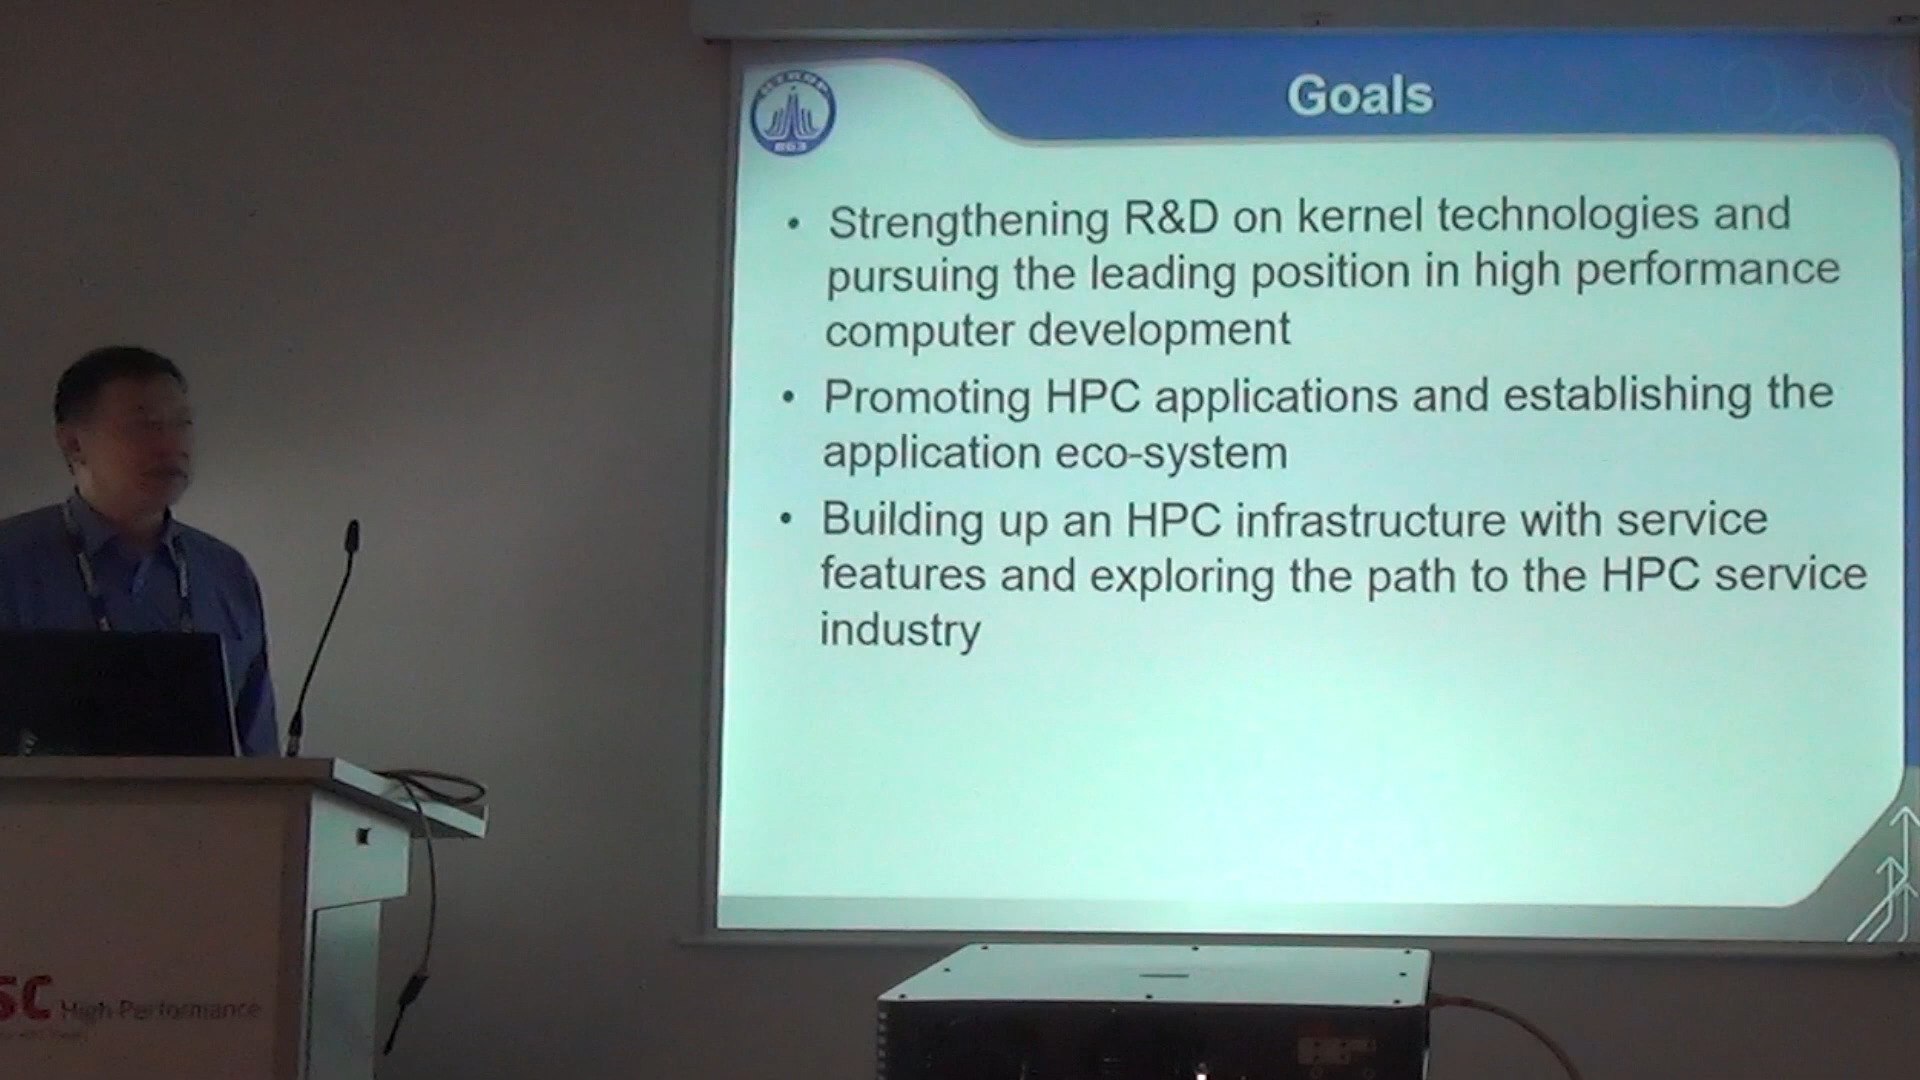 Goals
863
• Strengthening R&D on kernel technologies and
pursuing the leading position in high performance
computer development
• Promoting HPC applications and establishing the
application eco-system
• Building up an HPC infrastructure with service
features and exploring the path to the HPC service
industry
SC High Performance